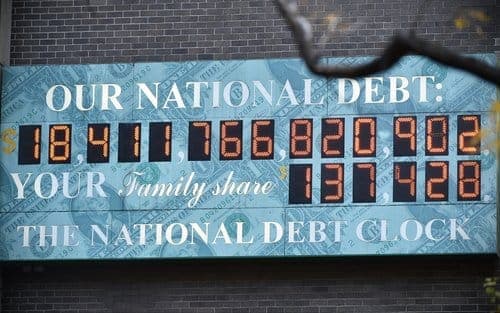 OUR NATIONAL DEBT:
$18,411,766,820,902.
YOUR Family share $137,428
THE NATIONAL DEBT CLOCK